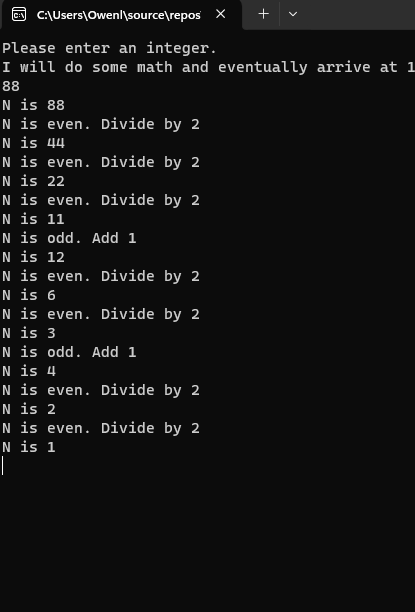 C:\Users\Owenl\source\repos
Please enter an integer.
I will do some math and eventually arrive at 1
88
N is 88
N is even. Divide by 2
N is 44
N is even. Divide by 2
N is 22
N is even. Divide by 2
N is 11
N is odd. Add 1
N is 12
N is even. Divide by 2
N is 6
N is even. Divide by 2
N is 3
N is odd. Add 1
N is 4
N is even. Divide by 2
N is 2
N is even. Divide by 2
N is 1